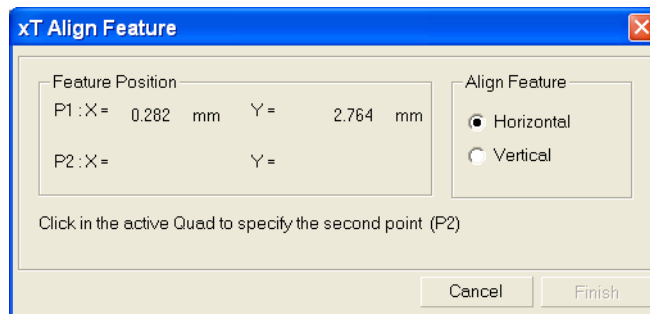 xT Align Feature
Feature Position
P1 : X = 0.282 mm Y = 2.764 mm
P2 : X = Y =
Align Feature
Horizontal
Vertical
Click in the active Quad to specify the second point (P2)
Cancel Finish